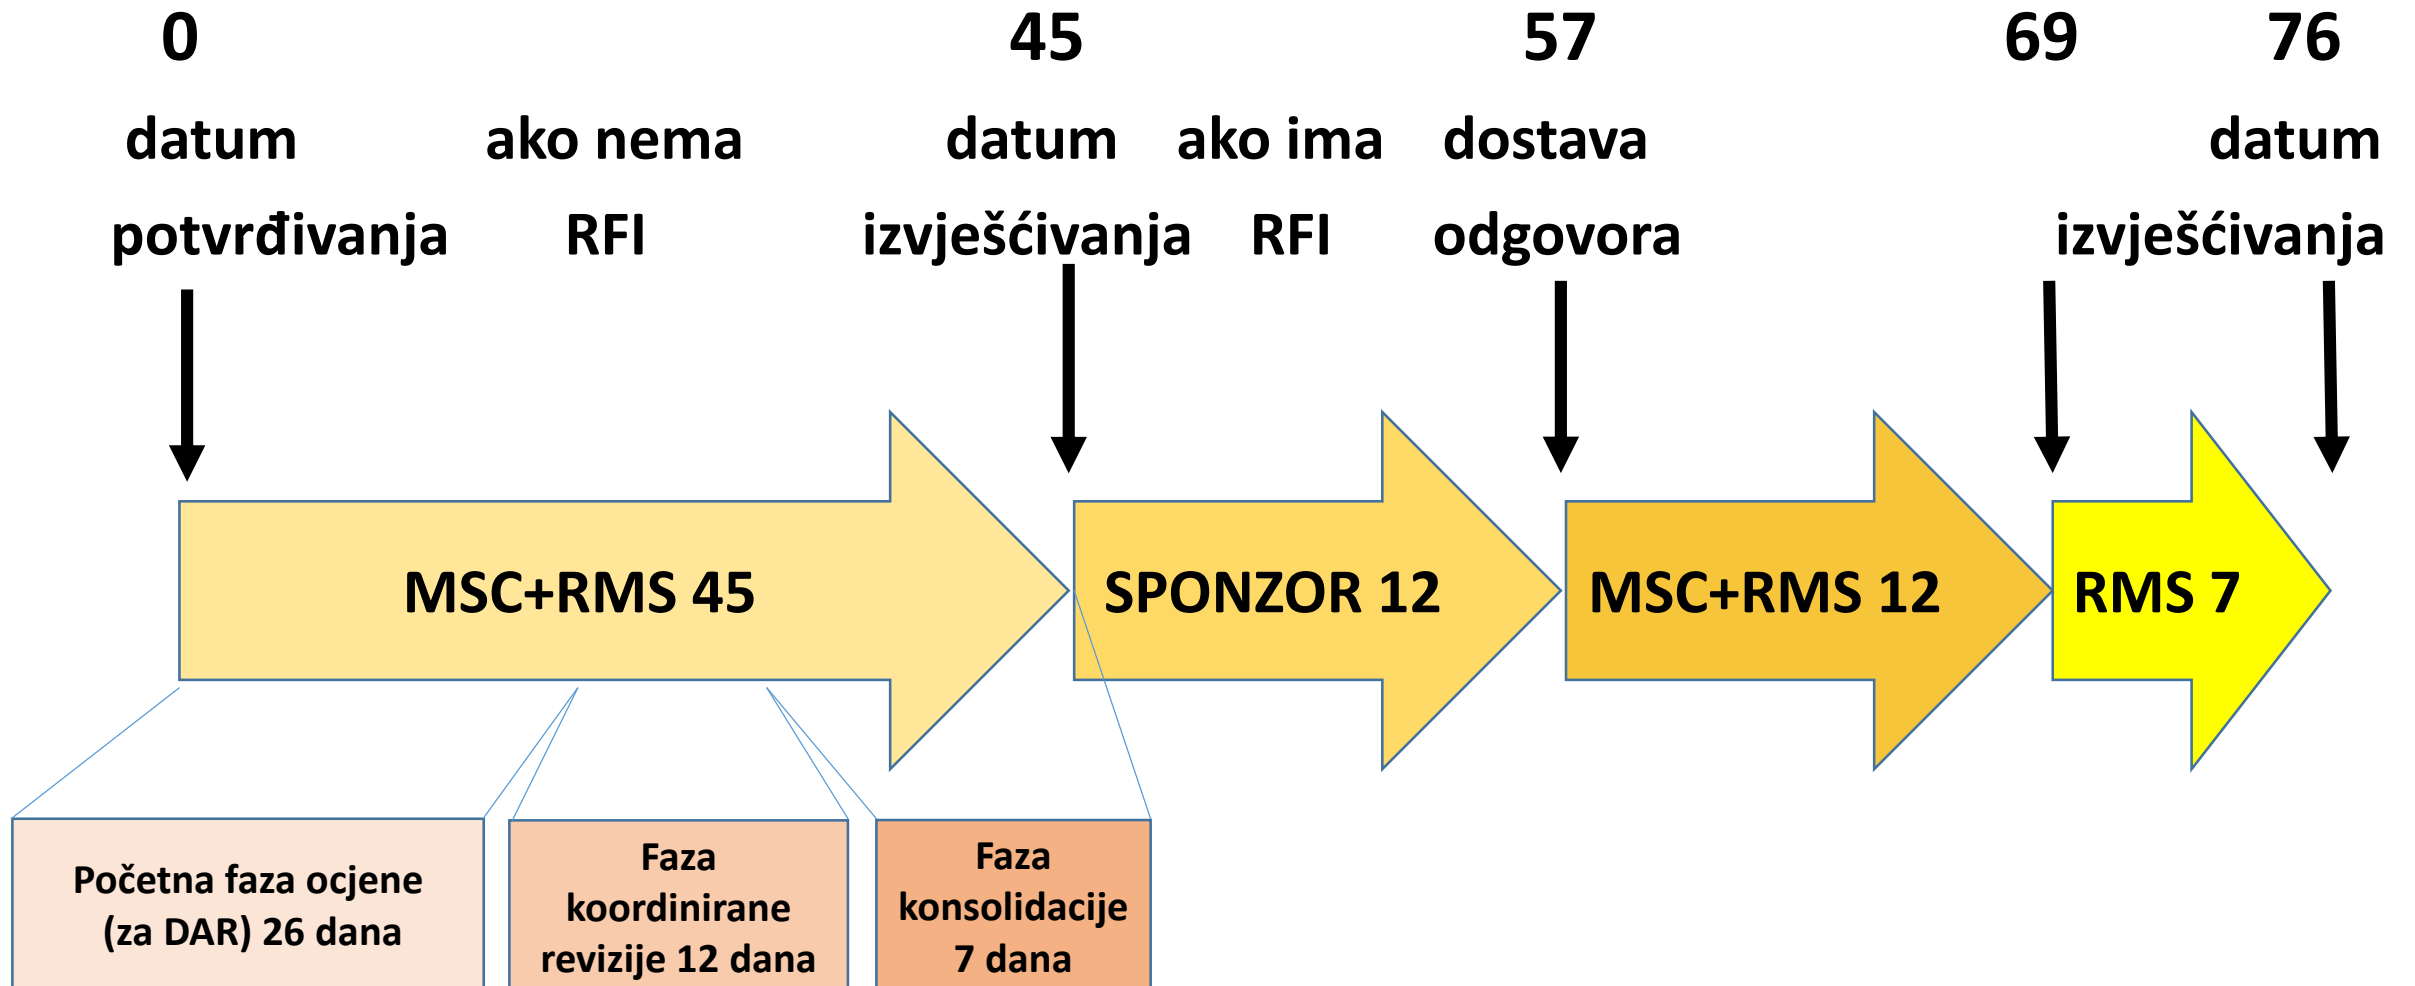 0 45 57 69 76
datum ako nema datum ako ima dostava datum
potvrđivanja RFI izvješćivanja RFI odgovora izvješćivanja
MSC+RMS 45 SPONZOR 12 MSC+RMS 12 RMS 7
Početna faza ocjene
(za DAR) 26 dana
Faza
koordinirane
revizije 12 dana
Faza
konsolidacije
7 dana